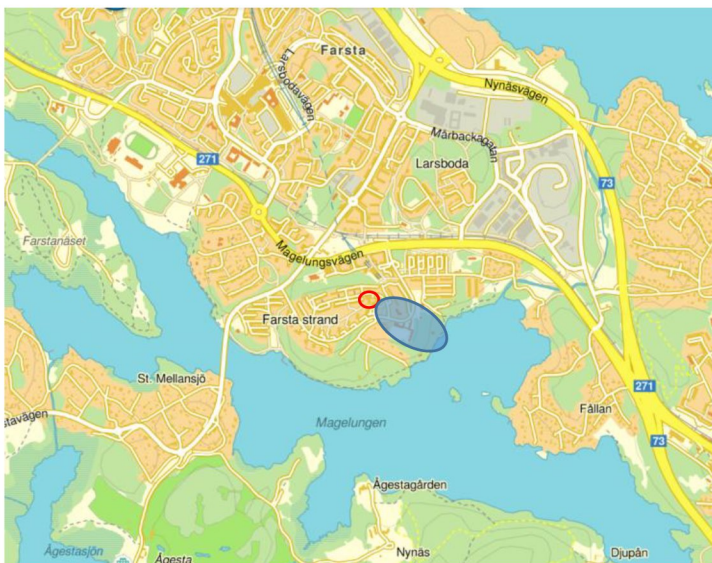 Farsta
Larsbodavägen
Nynäsvägen
Mårbackagatan
271
Larsboda
73
Farstanäset
Magelungsvägen
Farsta strand
St. Mellansjö
271
stavägen
Fållan
Magelungen
73
Ågestagården
Ågestasjön
Ågesta
Nynäs
Djupån